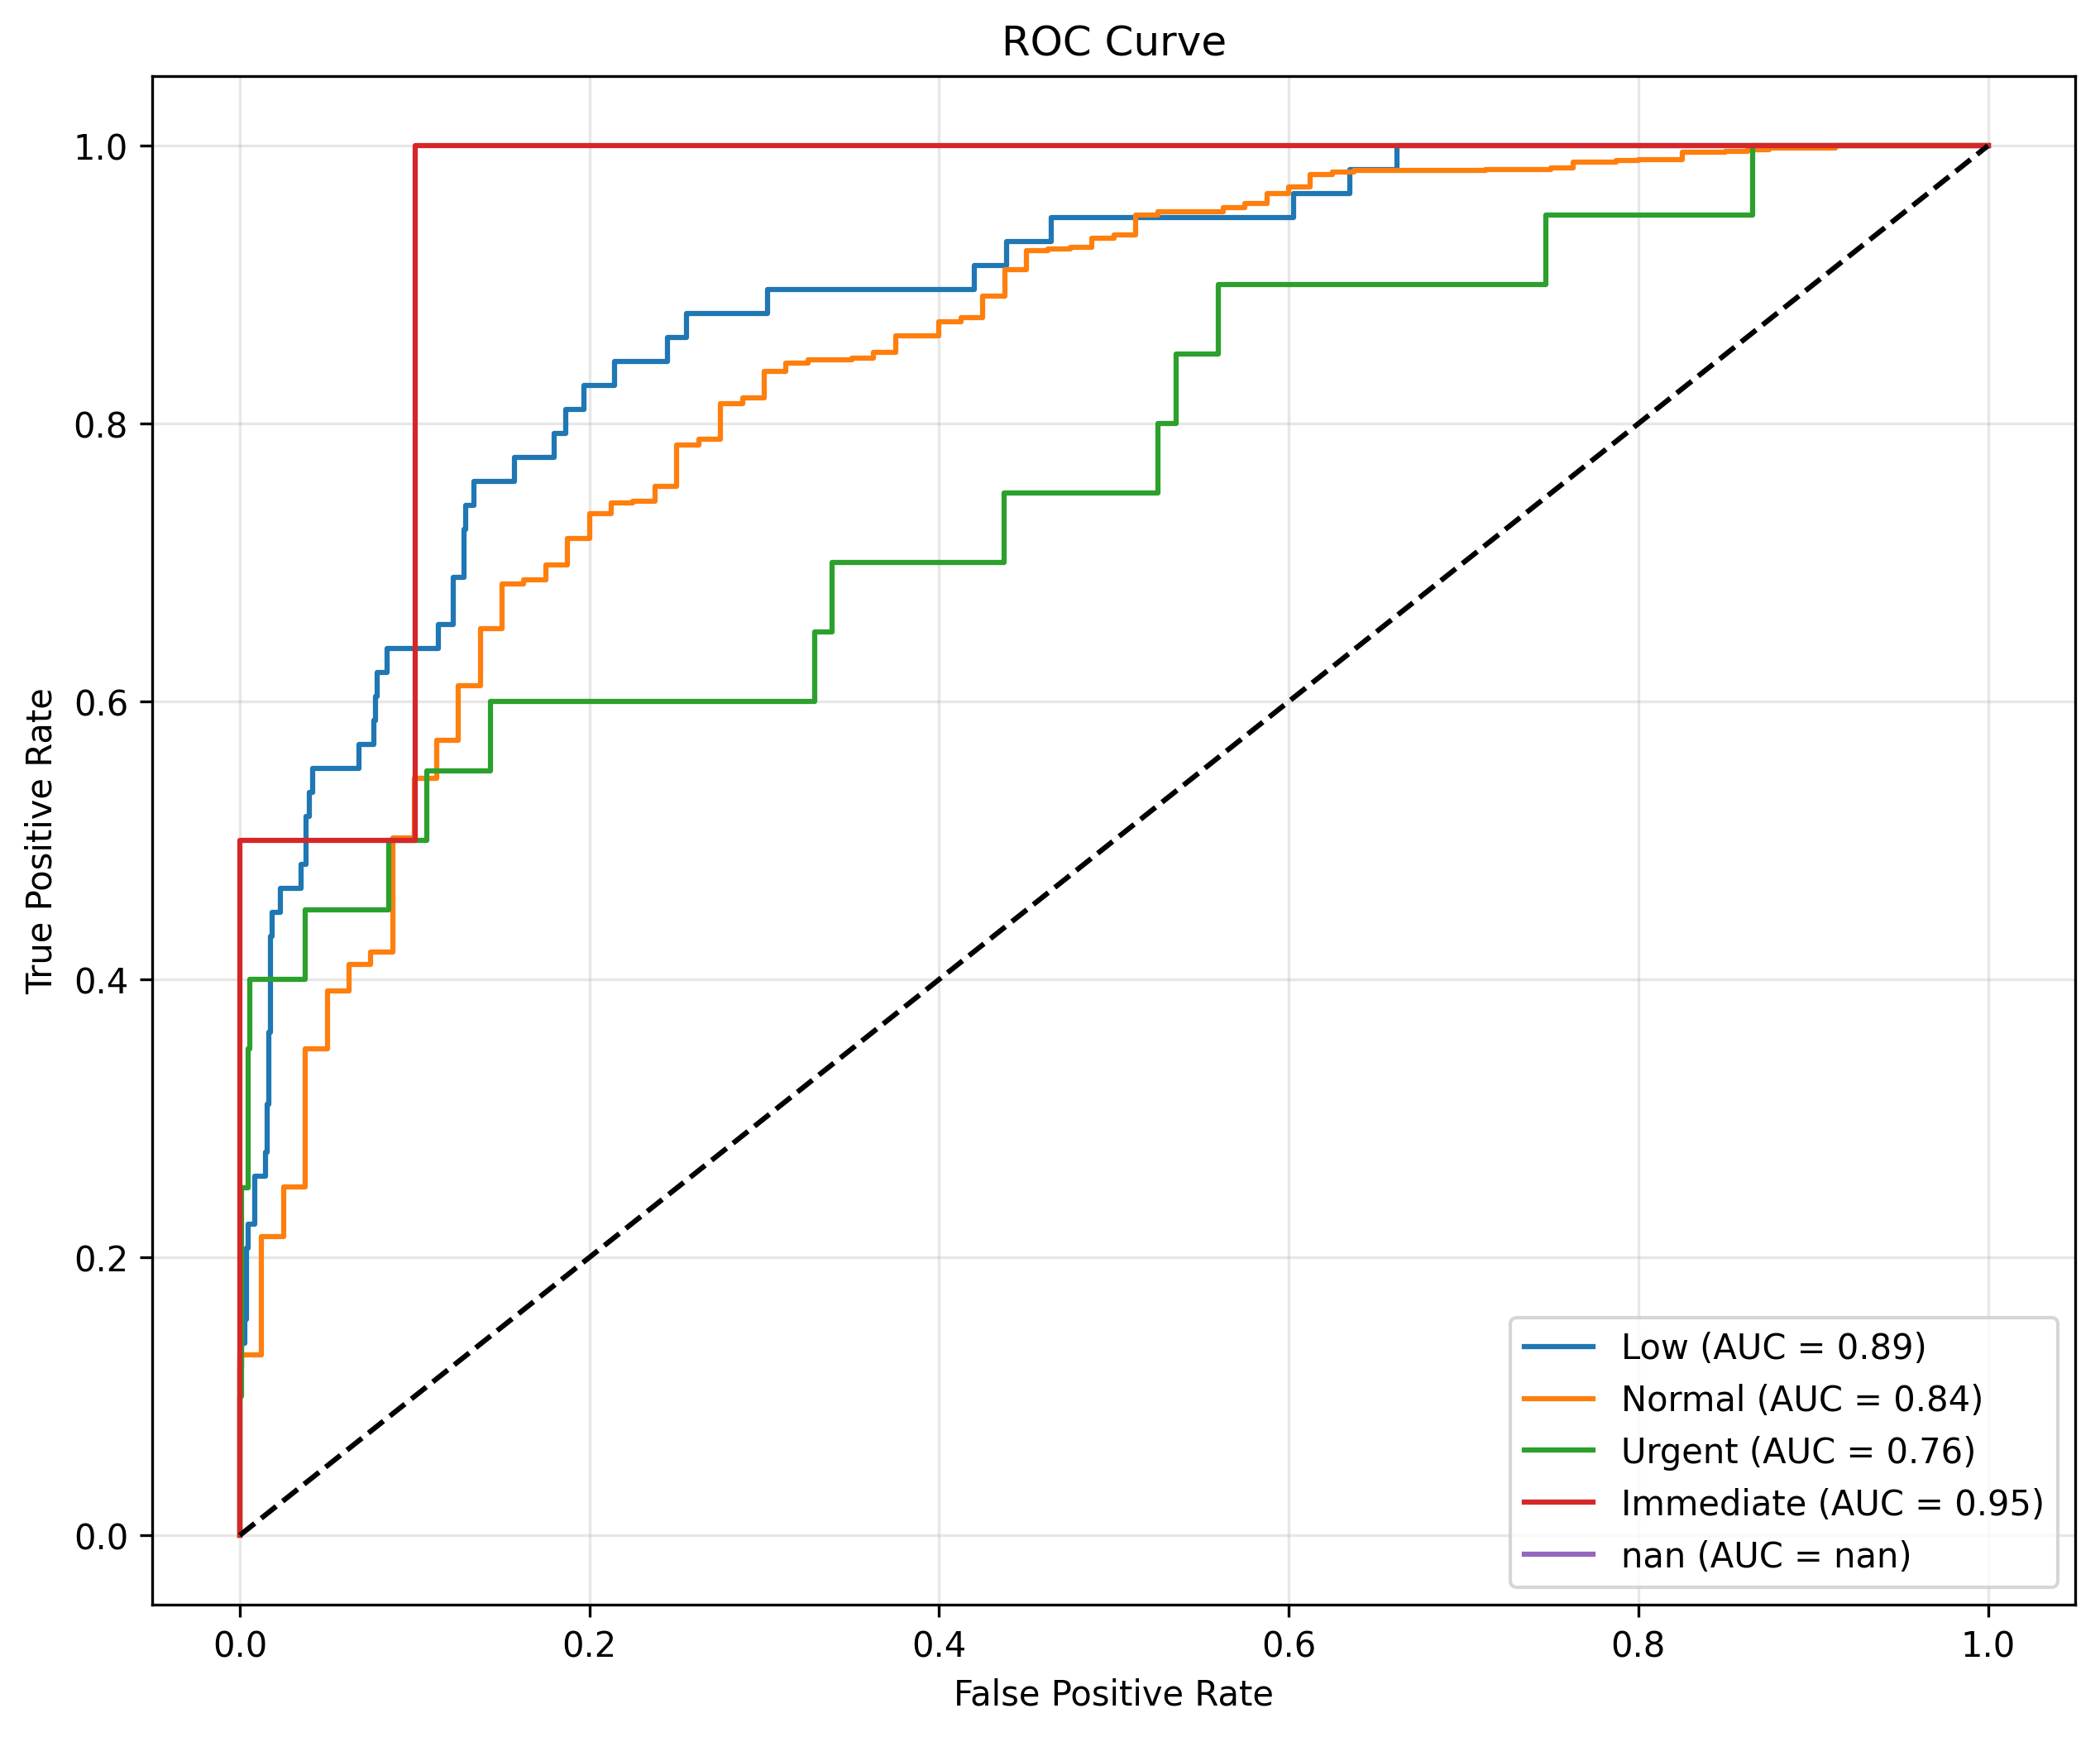 ROC Curve
True Positive Rate
1.0
0.8
0.6
0.4
0.2
0.0
0.0 0.2 0.4 0.6 0.8 1.0
False Positive Rate
Low (AUC = 0.89)
Normal (AUC = 0.84)
Urgent (AUC = 0.76)
Immediate (AUC = 0.95)
nan (AUC = nan)